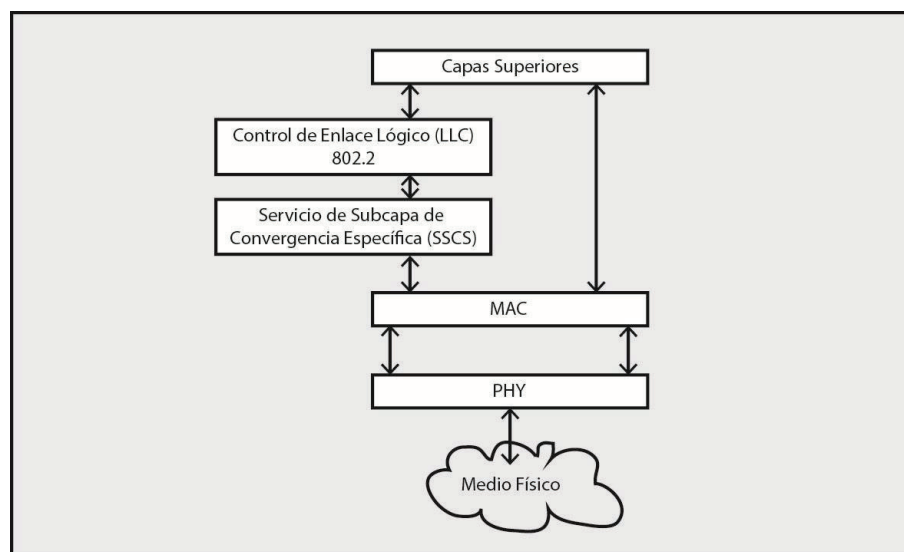 Capas Superiores
Control de Enlace Lógico (LLC)
802.2
Servicio de Subcapa de
Convergencia Específica (SSCS)
MAC
PHY
Medio Físico